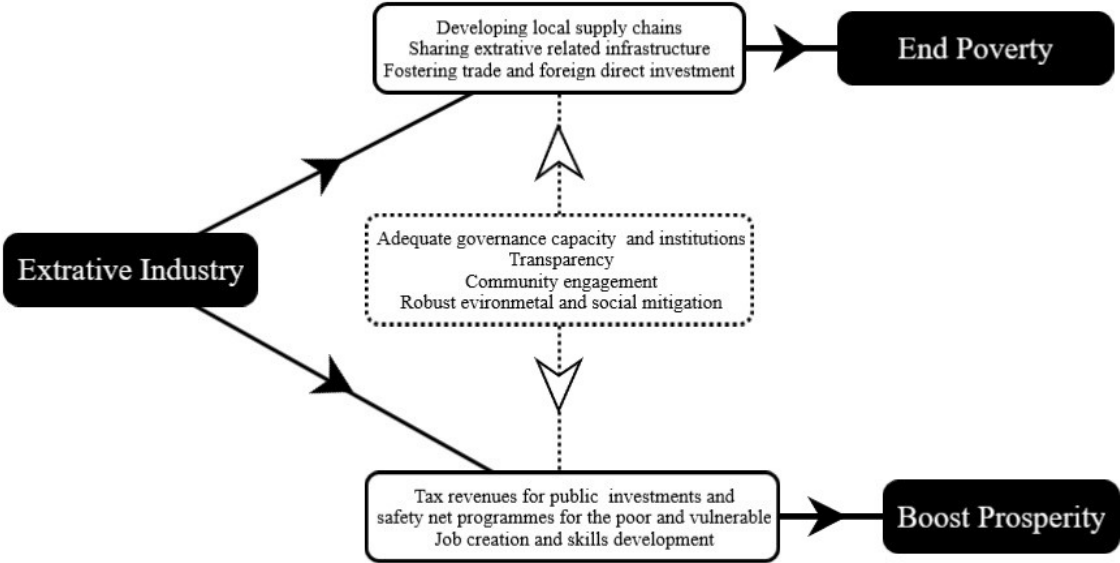 Developing local supply chains
Sharing extrative related infrastructure
Fostering trade and foreign direct investment
End Poverty
Extrative Industry
Adequate governance capacity and institutions
Transparency
Community engagement
Robust evironmetal and social mitigation
Tax revenues for public investments and
safety net programmes for the poor and vulnerable
Job creation and skills development
Boost Prosperity